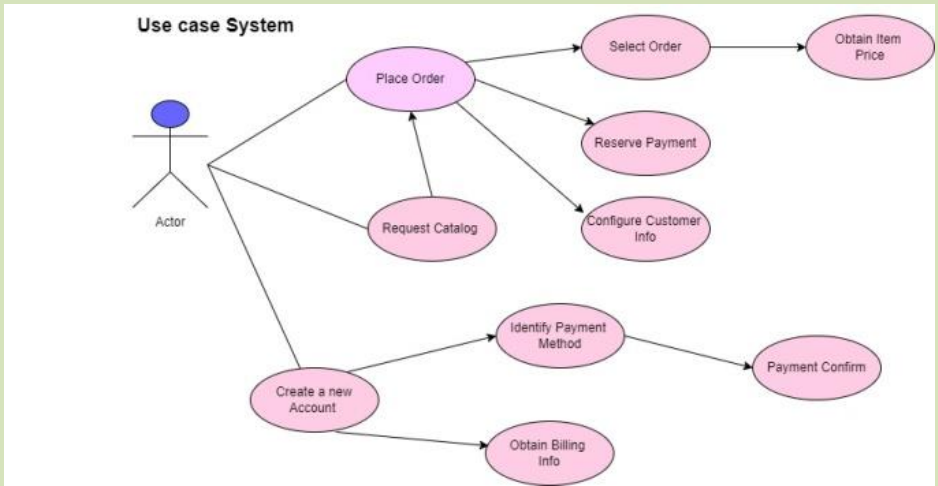 Use case System
Select Order
Obtain Item
Price
Place Order
Reserve Payment
Actor
Request Catalog
Configure Customer
Info
Identify Payment
Method
Payment Confirm
Create a new
Account
Obtain Billing
Info